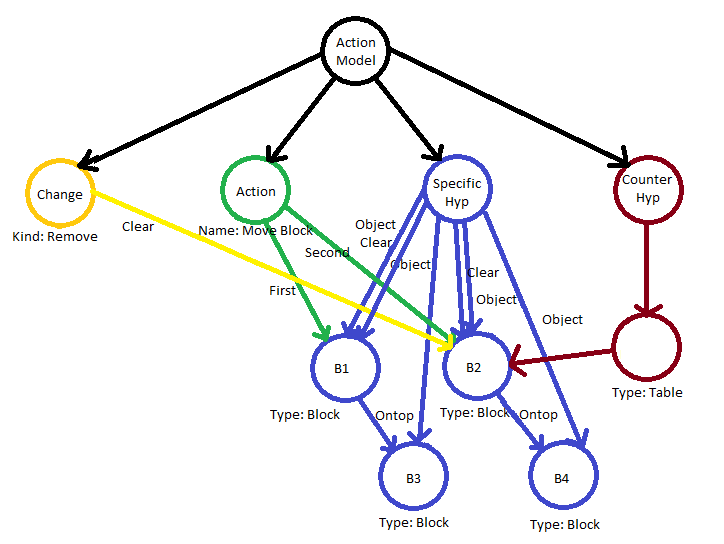 Action
Model
Change
Action
Specific
Hyp
Counter
Hyp
Kind: Remove
Clear
Name: Move Block
Object
Clear
Second
Object
Clear
First
Object
Object
B1
B2
Type: Block
Ontop
Type: Block
Ontop
Type: Table
B3
B4
Type: Block
Type: Block